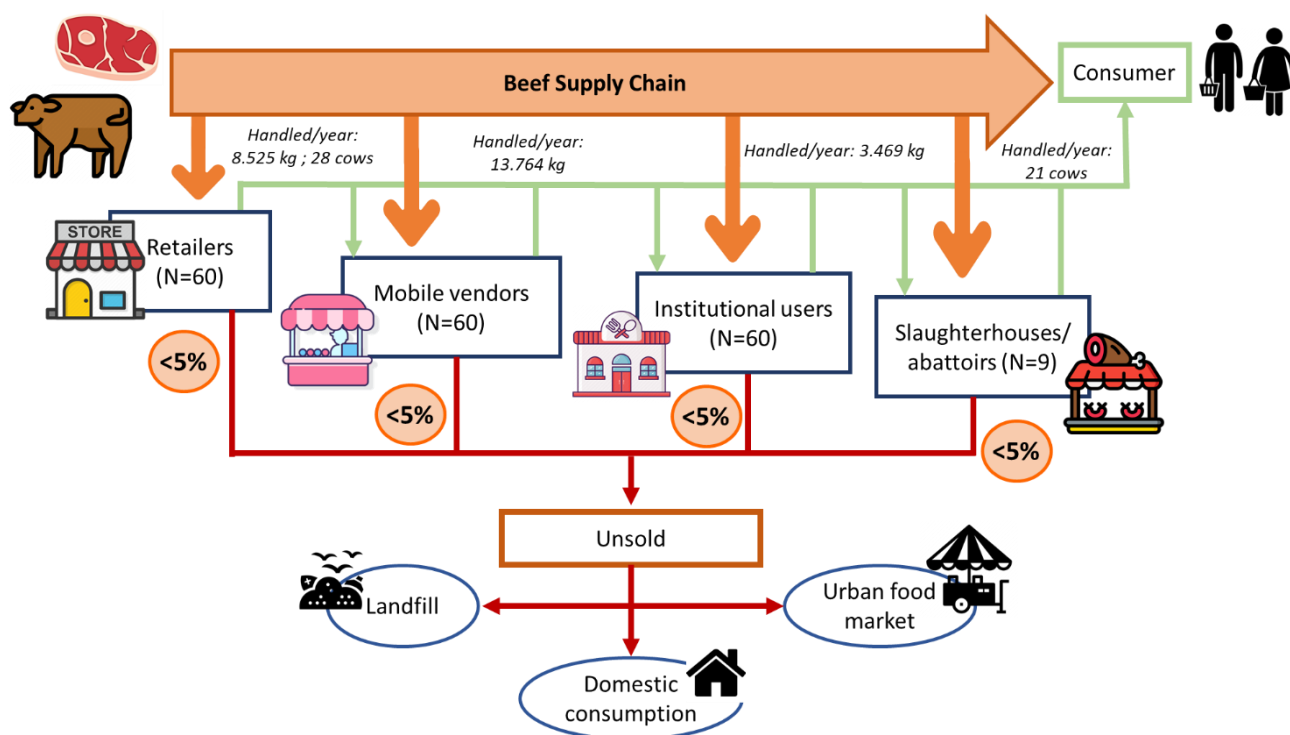 Beef Supply Chain
Consumer
Handled/year:
8.525 kg ; 28 cows
Handled/year:
13.764 kg
Handled/year: 3.469 kg
Handled/year:
21 cows
STORE
Retailers
(N=60)
Mobile vendors
(N=60)
Institutional users
(N=60)
Slaughterhouses/
abattoirs (N=9)
<5%
<5%
<5%
<5%
Unsold
Landfill
Urban food
market
Domestic
consumption